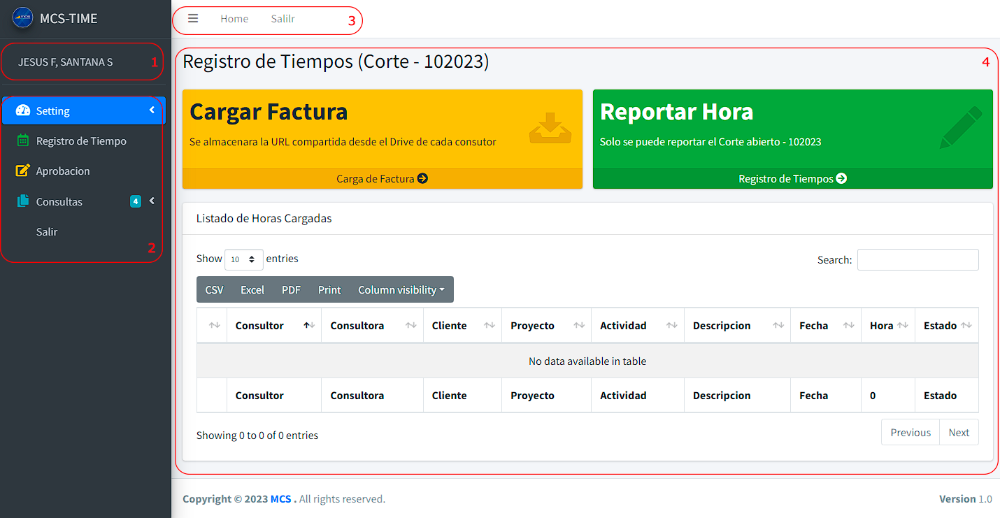 MCS-TIME
Home Salilr 3
JESUS F, SANTANA S 1
Setting
Registro de Tiempo
Aprobacion
Consultas 4
Salir
2
4
Registro de Tiempos (Corte - 102023)
Cargar Factura
Se almacenara la URL compartida desde el Drive de cada consutor
Carga de Factura
Reportar Hora
Solo se puede reportar el Corte abierto - 102023
Registro de Tiempos
Listado de Horas Cargadas
Show 10 entries
Search:
CSV Excel PDF Print Column visibility
Consultor Consultora Cliente Proyecto Actividad Descripcion Fecha Hora Estado
No data available in table
Consultor Consultora Cliente Proyecto Actividad Descripcion Fecha 0 Estado
Showing 0 to 0 of 0 entries
Previous Next
Copyright © 2023 MCS . All rights reserved.
Version 1.0